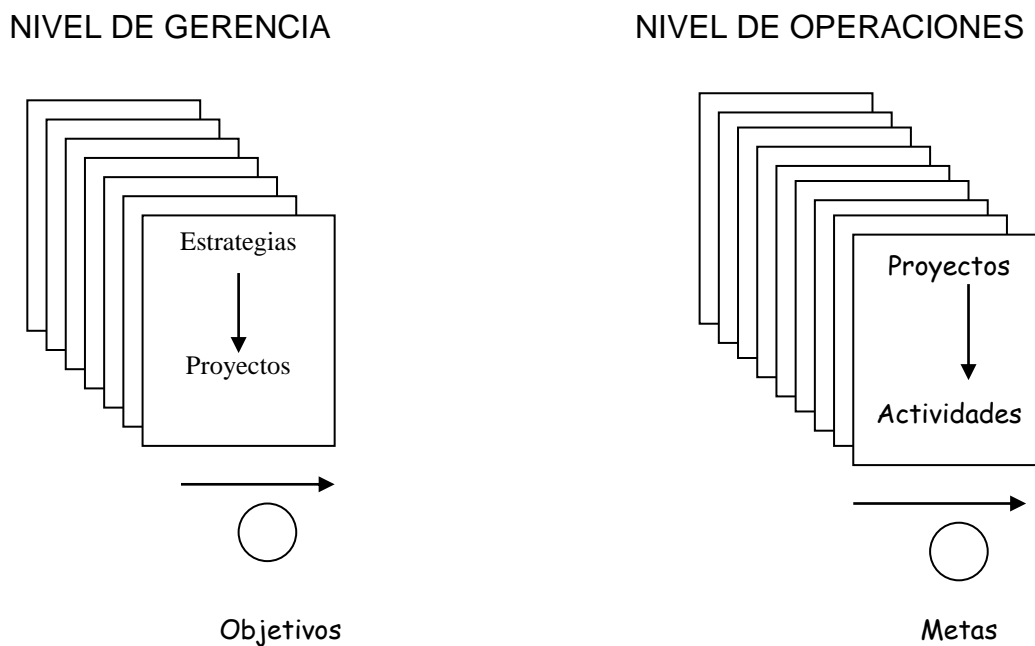 NIVEL DE GERENCIA
NIVEL DE OPERACIONES
Estrategias
Proyectos
Objetivos
Proyectos
Actividades
Metas